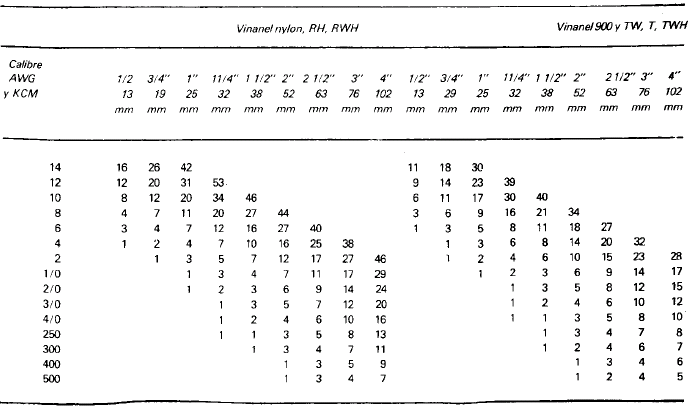 Vinanel nylon, RH, RWH Vinanel 900 y TW, T, TWH
Calibre
AWG 1/2 3/4" 1" 11/4" 1 1/2" 2" 2 1/2" 3" 4" 1/2" 3/4" 1" 11/4" 1 1/2" 2" 2 1/2" 3" 4"
y KCM 13 19 25 32 38 52 63 76 102 13 29 25 32 38 52 63 76 102
mm mm mm mm mm mm mm mm mm mm mm mm mm mm mm mm mm mm
14 16 26 42 11 18 30
12 12 20 31 53 9 14 23 39
10 8 12 20 34 46 6 11 17 30 40
8 4 7 11 20 27 44 3 6 9 16 21 34
6 3 4 7 12 16 27 40 1 3 5 8 11 18 27
4 1 2 4 7 10 16 25 38 1 3 6 8 14 20 32
2 1 3 5 7 12 17 27 46 1 2 4 6 10 15 23 28
1/0 1 3 4 7 11 17 29 1 2 3 6 9 14 17
2/0 1 2 3 6 9 14 24 1 3 5 8 12 15
3/0 1 3 5 7 12 20 1 2 4 6 10 12
4/0 1 2 4 6 10 16 1 1 3 5 8 10
250 1 1 3 5 8 13 1 3 4 7 8
300 1 3 4 7 11 1 2 4 6 7
400 1 3 5 9 1 3 4 6
500 1 3 4 7 1 2 4 5